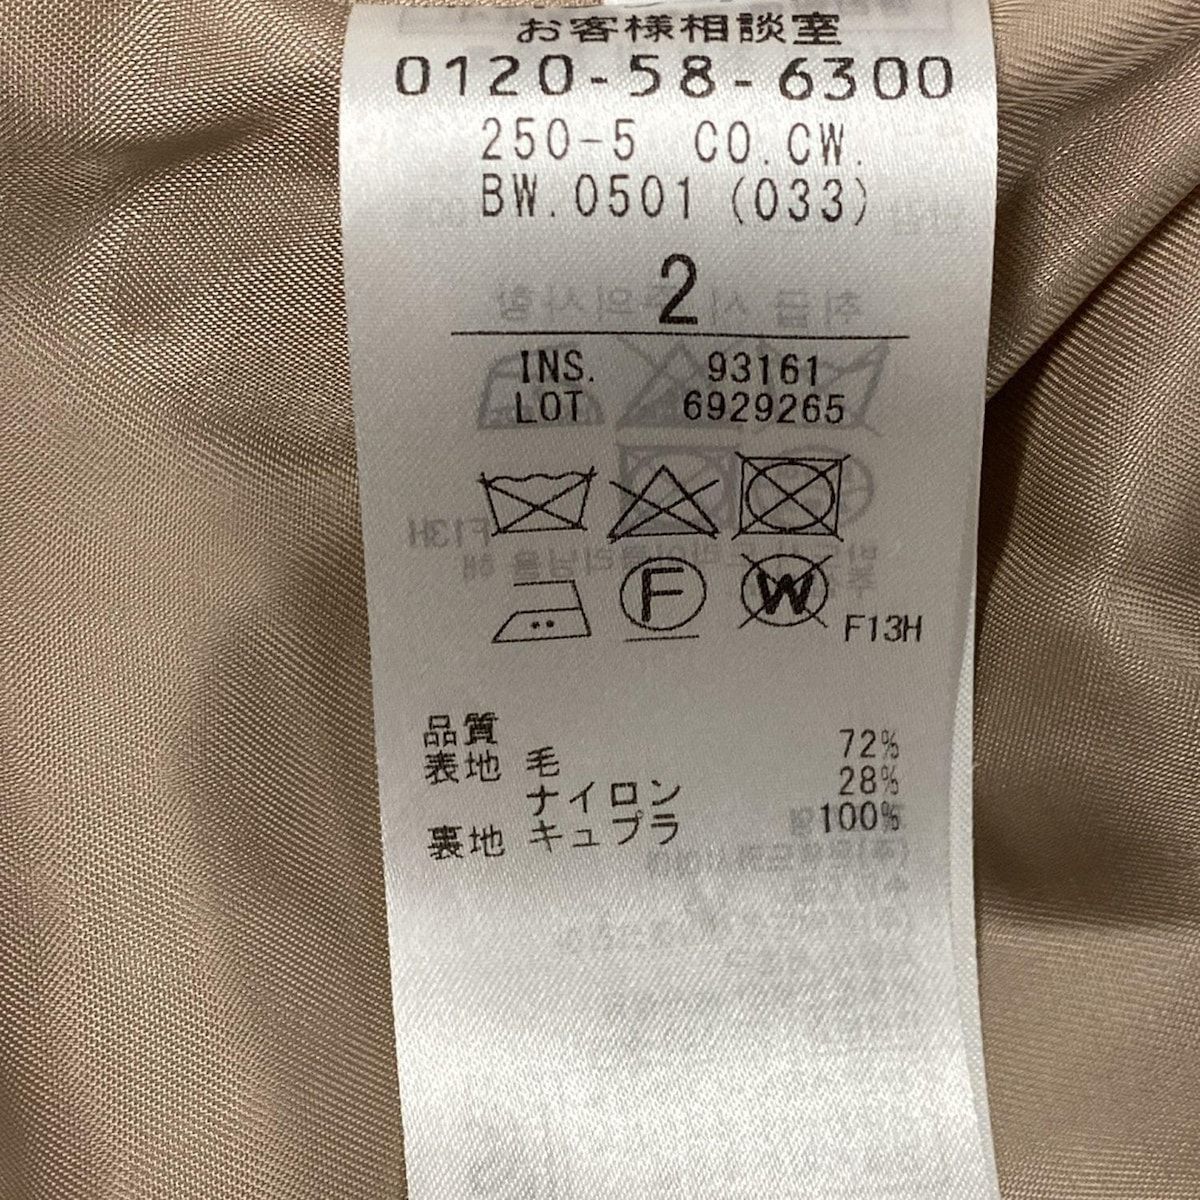 お客様相談室
0120-58-6300
250-5 CO.CW.
BW.0501 (033)
2
INS. 93161
LOT 6929265
F
W
F13H
品質
表地 毛 72%
ナイロン 28%
裏地 キュプラ 100%